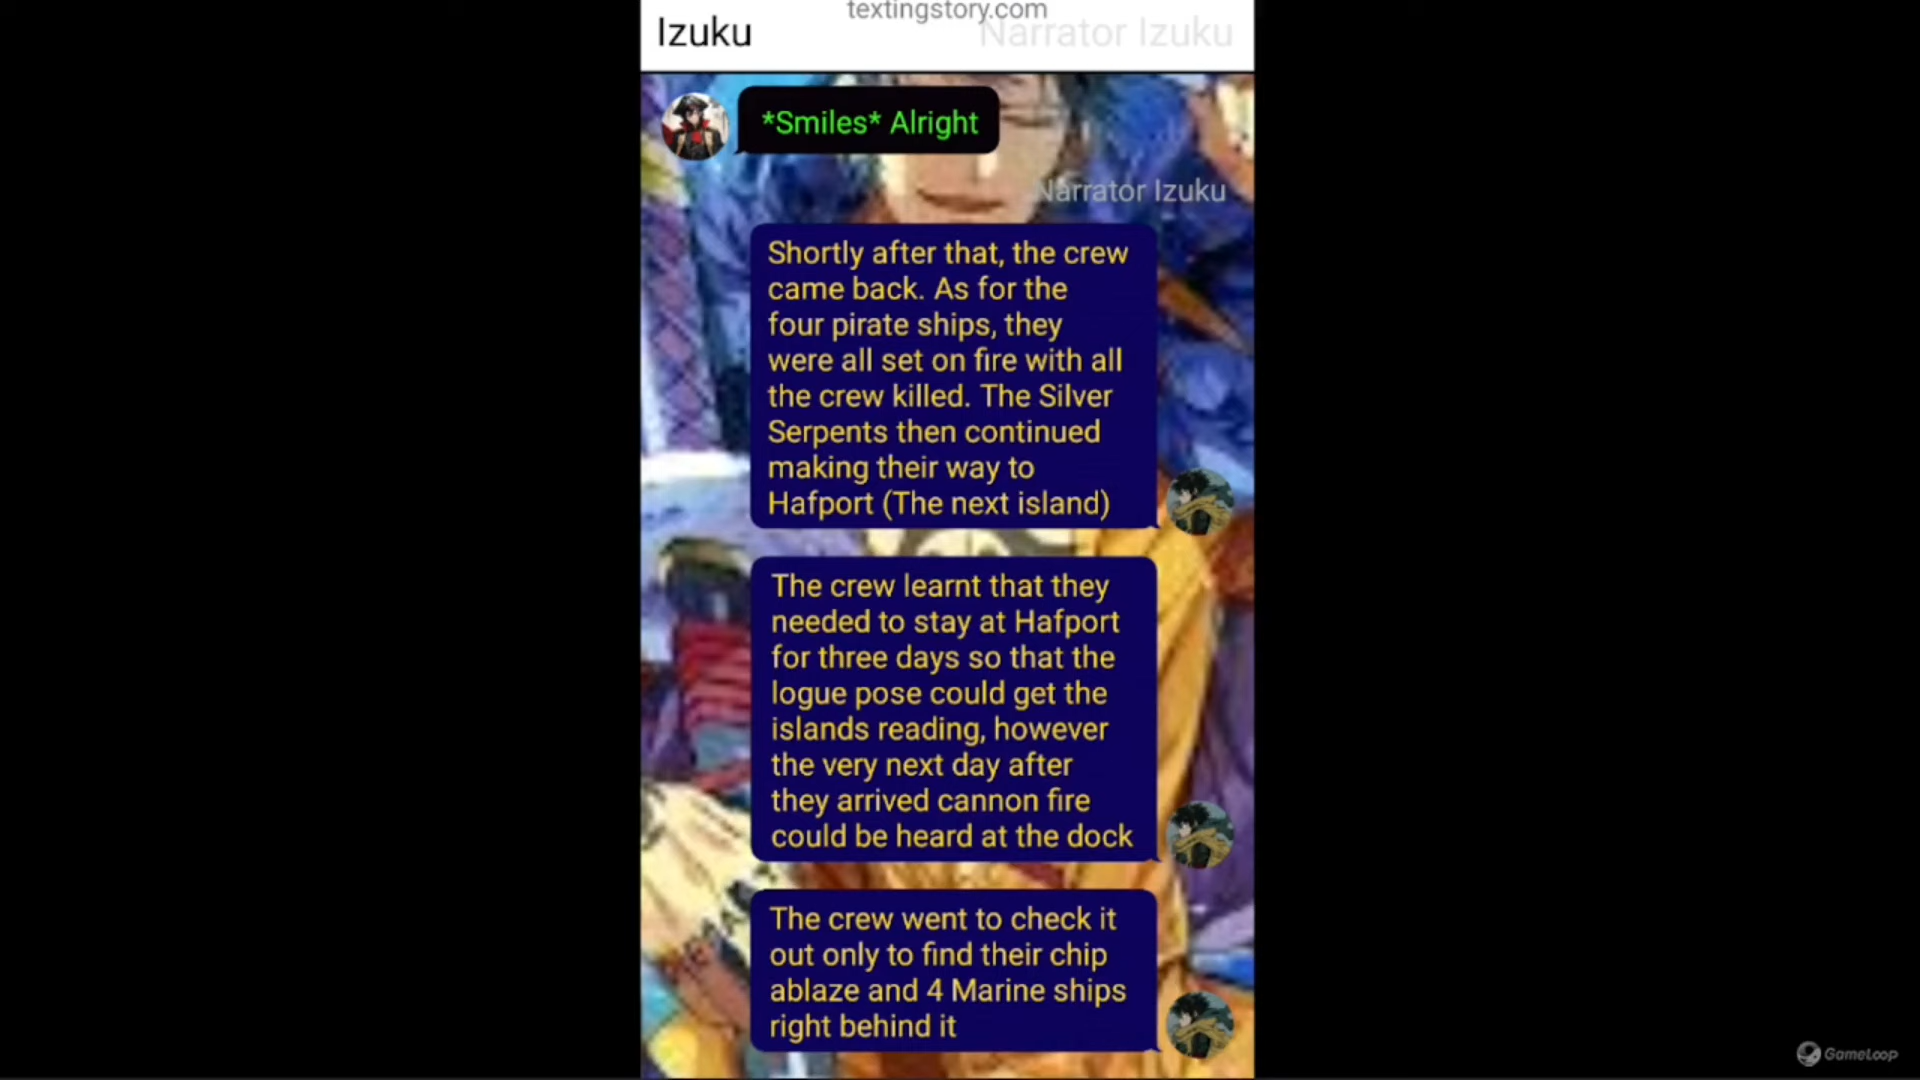 textingstory.com
Izuku
Narrator Izuku
*Smiles* Alright
Narrator Izuku
Shortly after that, the crew
came back. As for the
four pirate ships, they
were all set on fire with all
the crew killed. The Silver
Serpents then continued
making their way to
Hafport (The next island)
The crew learnt that they
needed to stay at Hafport
for three days so that the
logue pose could get the
islands reading, however
the very next day after
they arrived cannon fire
could be heard at the dock
The crew went to check it
out only to find their chip
ablaze and 4 Marine ships
right behind it
GameLoop